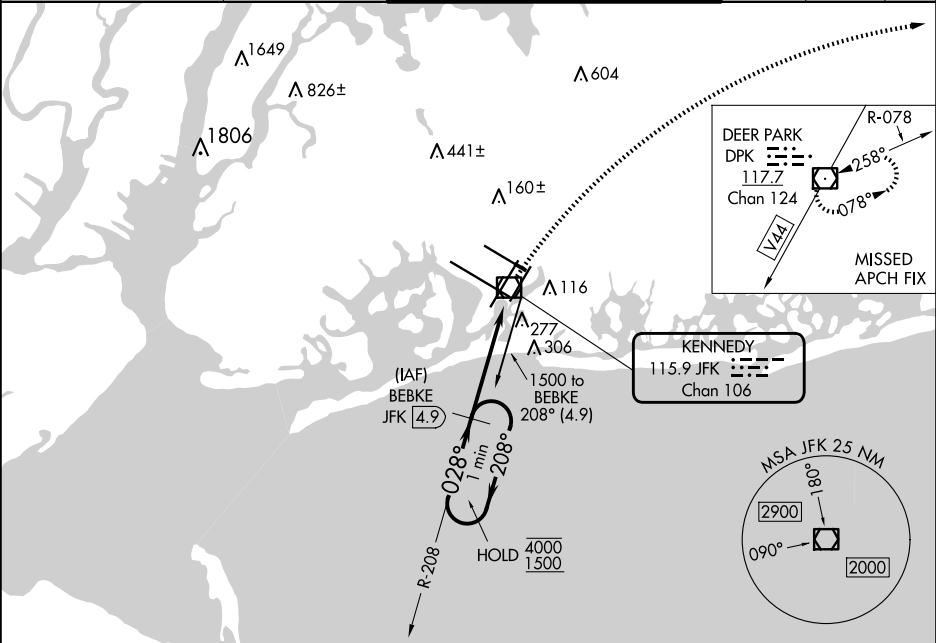 1649
826±
1806
604
441±
160±
116
277
306
DEER PARK
DPK
117.7
Chan 124
R-078
258°
078°
V44
MISSED
APCH FIX
KENNEDY
115.9 JFK
Chan 106
(IAF)
BEBKE
JFK 4.9
1500 to
BEBKE
208° (4.9)
028°
1 min
208°
HOLD 4000
1500
R-208
MSA JFK 25 NM
180°
2900
090°
2000